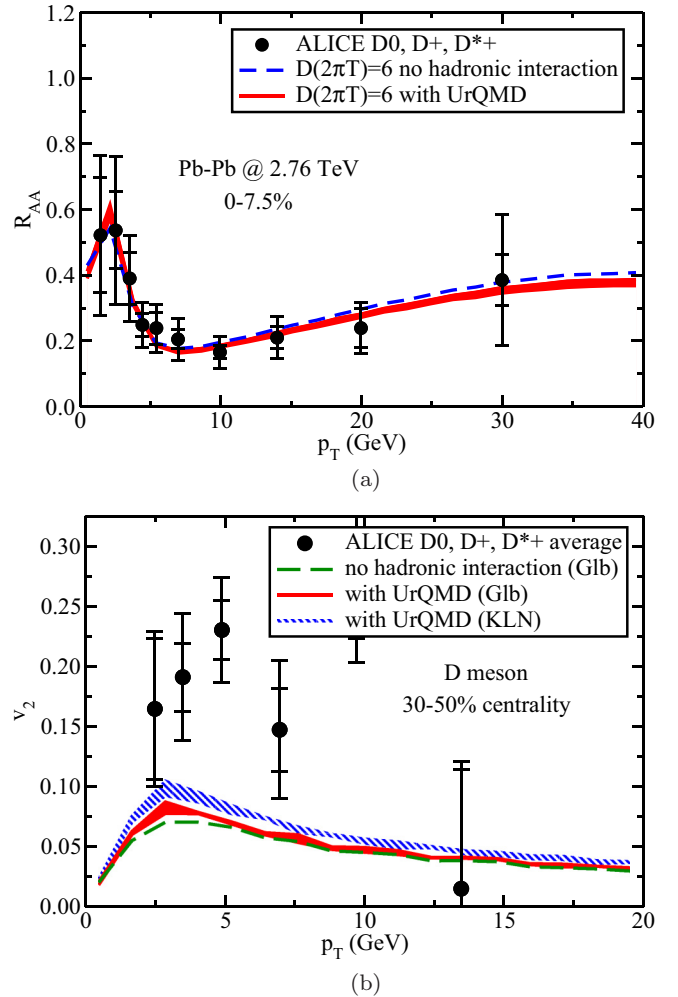 1.2
1.0
0.8
0.6
0.4
0.2
0.0
R_AA
ALICE D0, D+, D*+
D(2πT)=6 no hadronic interaction
D(2πT)=6 with UrQMD
Pb-Pb @ 2.76 TeV
0-7.5%
0 10 20 30 40
p_T (GeV)
(a)
0.30
0.25
0.20
0.15
0.10
0.05
0.00
v_2
ALICE D0, D+, D*+ average
no hadronic interaction (Glb)
with UrQMD (Glb)
with UrQMD (KLN)
D meson
30-50% centrality
0 5 10 15 20
p_T (GeV)
(b)